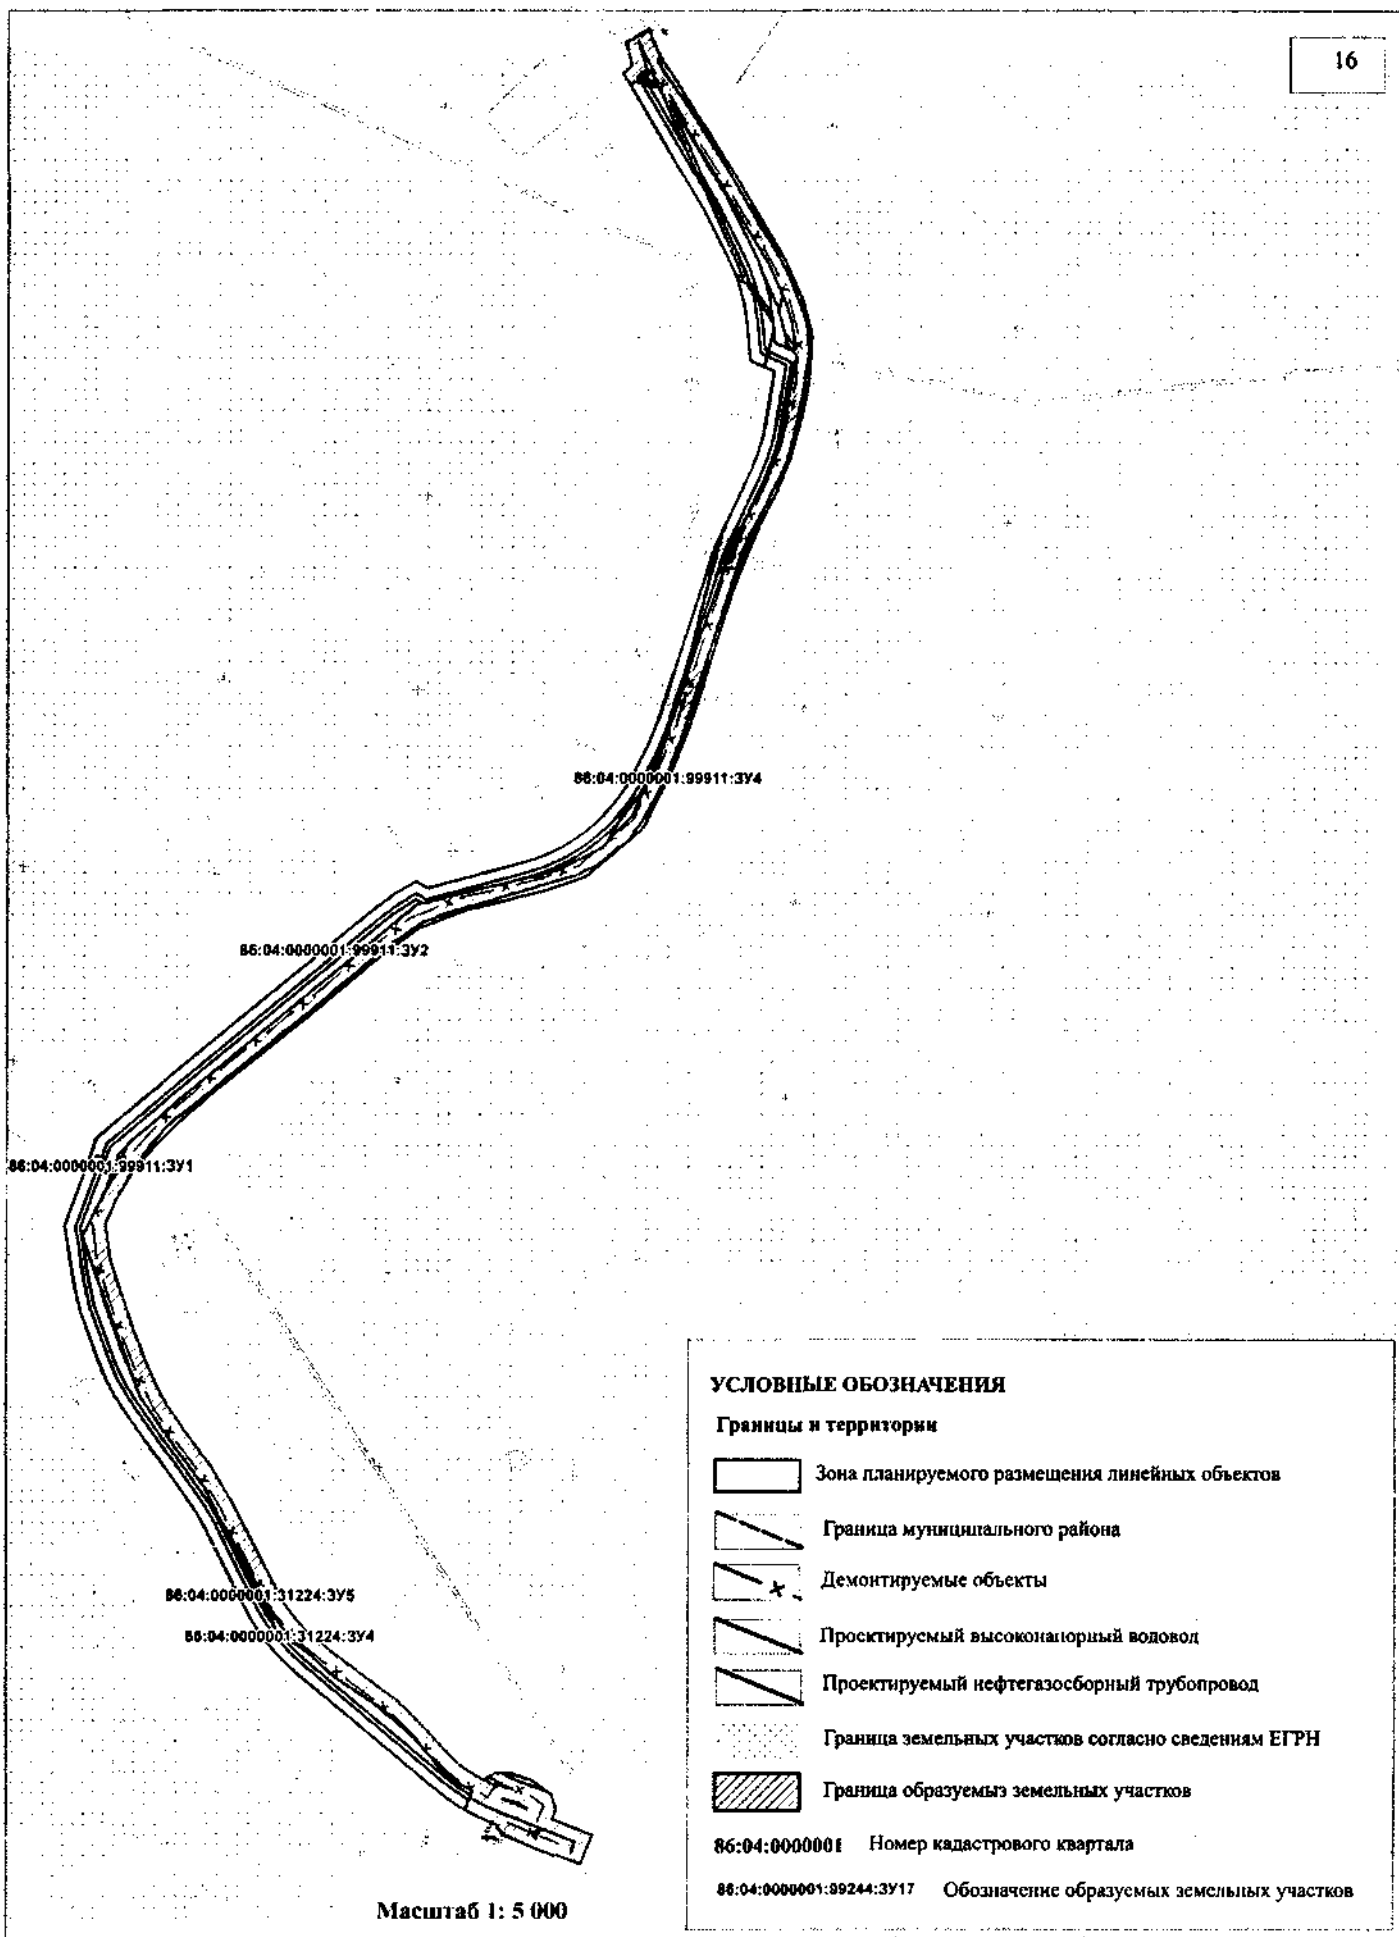 16
86:04:0000001:99911:ЗУ4
86:04:0000001:99911:ЗУ2
86:04:0000001:99911:ЗУ1
86:04:0000001:31224:ЗУ5
86:04:0000001:31224:ЗУ4
Масштаб 1: 5 000
УСЛОВНЫЕ ОБОЗНАЧЕНИЯ
Границы и территории
Зона планируемого размещения линейных объектов
Граница муниципального района
Демонтируемые объекты
Проектируемый высоконапорный водовод
Проектируемый нефтегазосборный трубопровод
Граница земельных участков согласно сведениям ЕГРН
Граница образуемыз земельных участков
86:04:0000001 Номер кадастрового квартала
86:04:0000001:99244:ЗУ17 Обозначение образуемых земельных участков